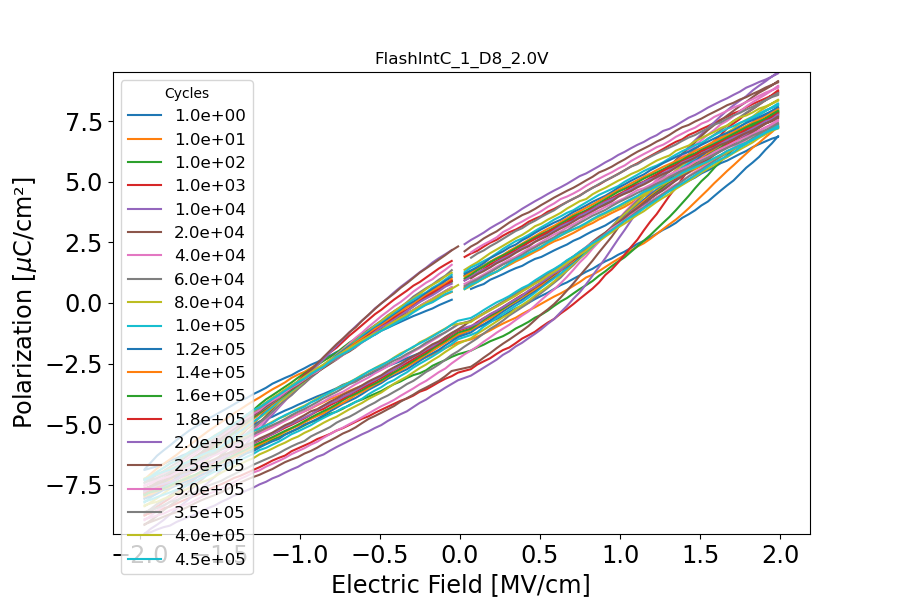 FlashIntC_1_D8_2.0V
Cycles
1.0e+00
1.0e+01
1.0e+02
1.0e+03
1.0e+04
2.0e+04
4.0e+04
6.0e+04
8.0e+04
1.0e+05
1.2e+05
1.4e+05
1.6e+05
1.8e+05
2.0e+05
2.5e+05
3.0e+05
3.5e+05
4.0e+05
4.5e+05
7.5
5.0
2.5
0.0
−2.5
−5.0
−7.5
Polarization [μC/cm²]
−2.0 −1.5 −1.0 −0.5 0.0 0.5 1.0 1.5 2.0
Electric Field [MV/cm]